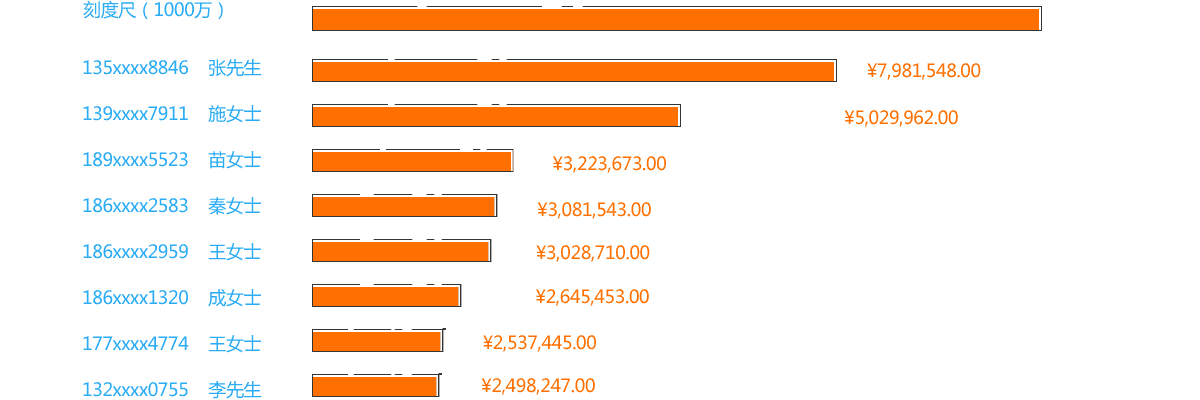 刻度尺（1000万）
135xxxx8846 张先生 ¥7,981,548.00
139xxxx7911 施女士 ¥5,029,962.00
189xxxx5523 苗女士 ¥3,223,673.00
186xxxx2583 秦女士 ¥3,081,543.00
186xxxx2959 王女士 ¥3,028,710.00
186xxxx1320 成女士 ¥2,645,453.00
177xxxx4774 王女士 ¥2,537,445.00
132xxxx0755 李先生 ¥2,498,247.00